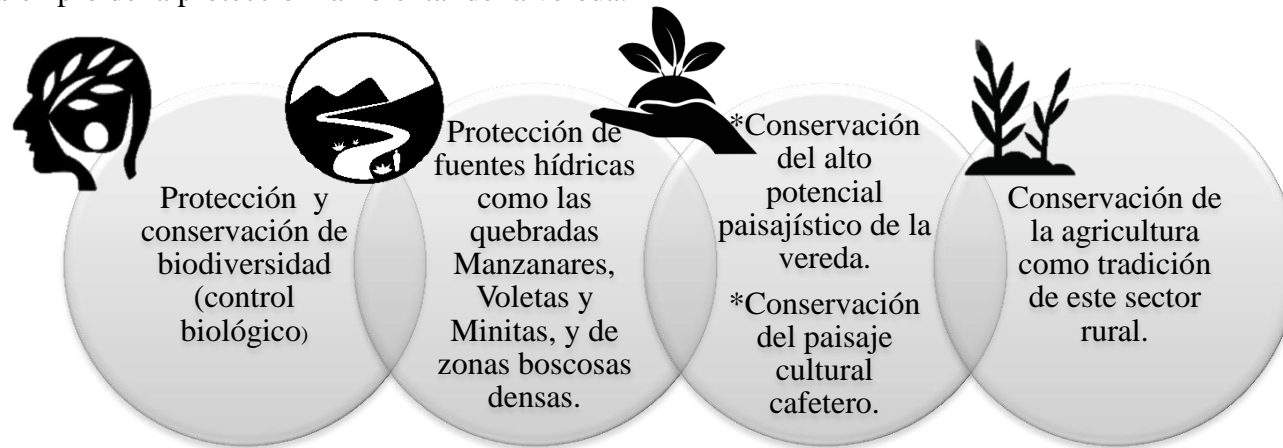 Protección y
conservación de
biodiversidad
(control
biológico)
Protección de
fuentes hídricas
como las
quebradas
Manzanares,
Voletas y
Minitas, y de
zonas boscosas
densas.
*Conservación
del alto
potencial
paisajístico de la
vereda.
*Conservación
del paisaje
cultural
cafetero.
Conservación de
la agricultura
como tradición
de este sector
rural.